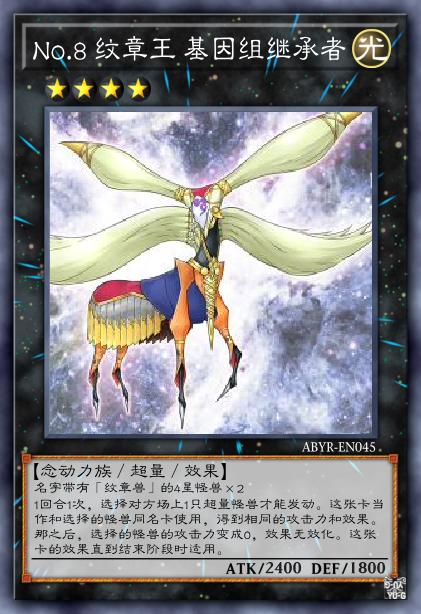 No.8 纹章王 基因组继承者
光
ABYR-EN045
【念动力族／超量／效果】
名字带有「纹章兽」的4星怪兽×2
1回合1次，选择对方场上1只超量怪兽才能发动。这张卡当
作和选择的怪兽同名卡使用，得到相同的攻击力和效果。
那之后，选择的怪兽的攻击力变成0，效果无效化。这张
卡的效果直到结束阶段时适用。
ATK/2400 DEF/1800